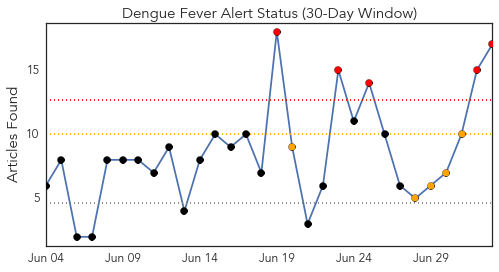 Dengue Fever Alert Status (30-Day Window)
Articles Found
15
10
5
Jun 04 Jun 09 Jun 14 Jun 19 Jun 24 Jun 29